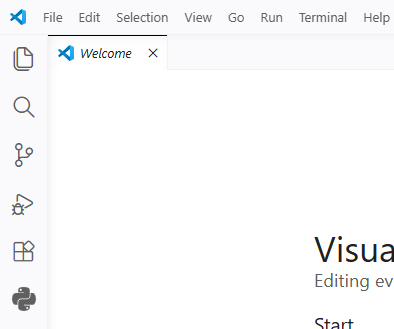 File Edit Selection View Go Run Terminal Help
Welcome
Visua
Editing ev
Start